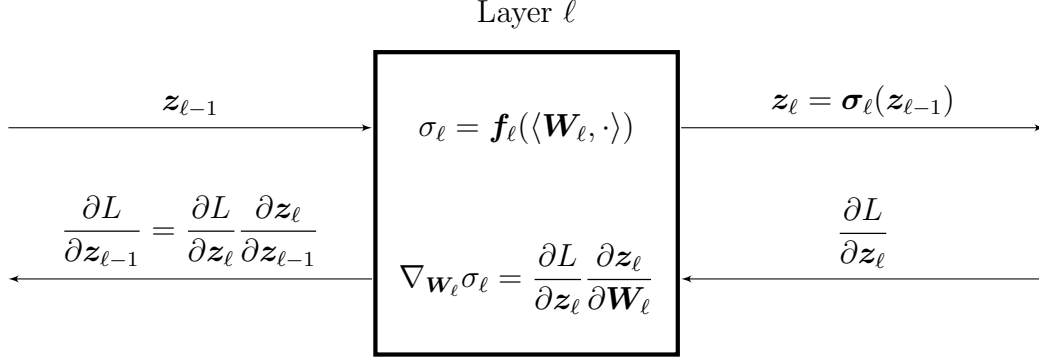 Layer ℓ
z_{ℓ−1}
σ_ℓ = f_ℓ(⟨W_ℓ, ·⟩)
z_ℓ = σ_ℓ(z_{ℓ−1})
∂L/∂z_{ℓ−1} = ∂L/∂z_ℓ ∂z_ℓ/∂z_{ℓ−1}
∇_{W_ℓ} σ_ℓ = ∂L/∂z_ℓ ∂z_ℓ/∂W_ℓ
∂L/∂z_ℓ